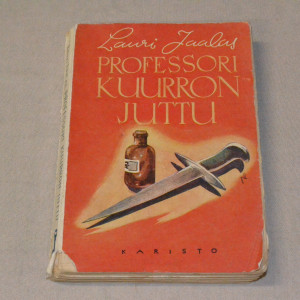 Lauri Jaalas
PROFESSORI
KUURRON
JUTTU
KARISTO